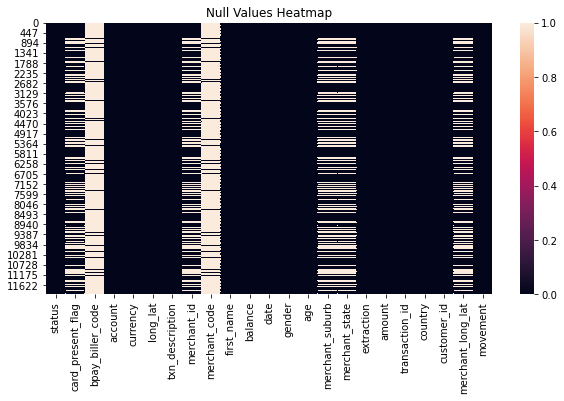 Null Values Heatmap
0
447
894
1341
1788
2235
2682
3129
3576
4023
4470
4917
5364
5811
6258
6705
7152
7599
8046
8493
8940
9387
9834
10281
10728
11175
11622
status
card_present_flag
bpay_biller_code
account
currency
long_lat
txn_description
merchant_id
merchant_code
first_name
balance
date
gender
age
merchant_suburb
merchant_state
extraction
amount
transaction_id
country
customer_id
merchant_long_lat
movement
1.0
0.8
0.6
0.4
0.2
0.0